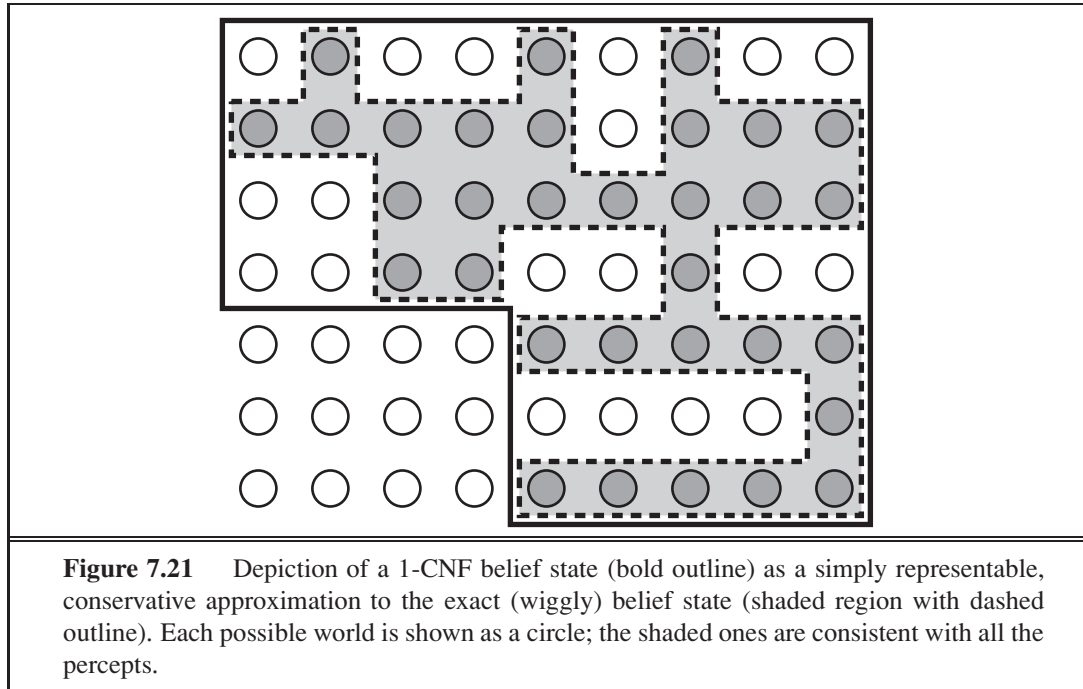 Figure 7.21 Depiction of a 1-CNF belief state (bold outline) as a simply representable,
conservative approximation to the exact (wiggly) belief state (shaded region with dashed
outline). Each possible world is shown as a circle; the shaded ones are consistent with all the
percepts.